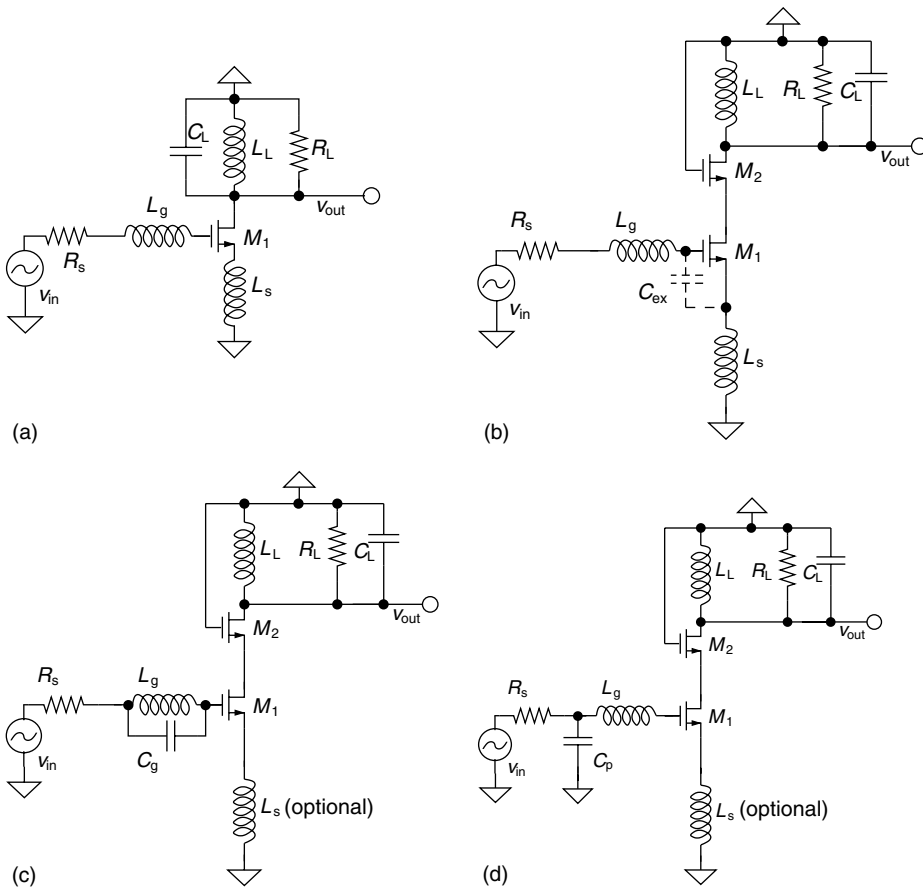 C_L
L_L
R_L
v_out
L_g
M_1
R_s
v_in
L_s
(a)
L_L
R_L
C_L
v_out
M_2
R_s
L_g
M_1
C_ex
v_in
L_s
(b)
L_L
R_L
C_L
v_out
M_2
R_s
L_g
M_1
C_g
v_in
L_s (optional)
(c)
L_L
R_L
C_L
v_out
M_2
R_s
L_g
M_1
C_p
v_in
L_s (optional)
(d)